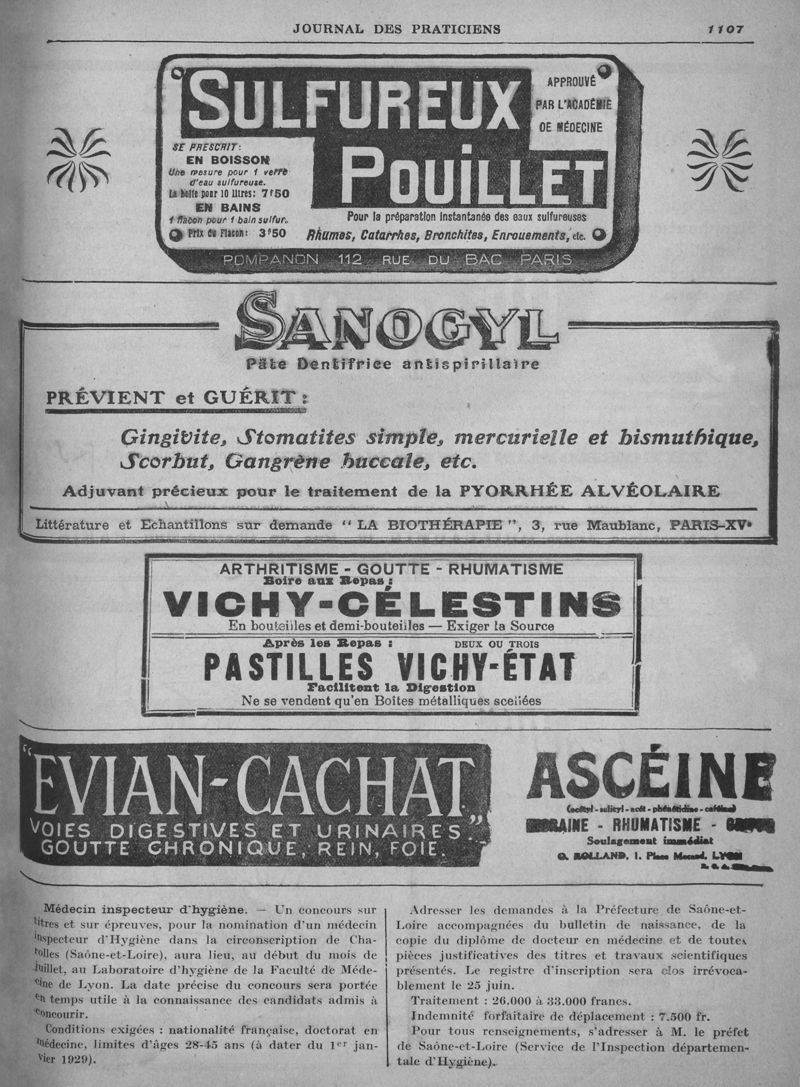 JOURNAL DES PRATICIENS 1107
SULFUREUX
POUILLET
APPROUVÉ
PAR L'ACADÉMIE
DE MÉDECINE
SE PRESCRIT:
EN BOISSON
Une mesure pour 1 verre
d'eau sulfureuse.
La boîte pour 10 litres: 7f50
EN BAINS
1 flacon pour 1 bain sulfur..
Prix du Flacon: 3f50
Pour la préparation instantanée des eaux sulfureuses
Rhumes, Catarrhes, Bronchites, Enrouements, etc.
POMPANON 112 RUE DU BAC PARIS
SANOGYL
Pâte Dentifrice antispirillaire
PRÉVIENT et GUÉRIT :
Gingivite, Stomatites simple, mercurielle et bismuthique,
Scorbut, Gangrène buccale, etc.
Adjuvant précieux pour le traitement de la PYORRHÉE ALVÉOLAIRE
Littérature et Echantillons sur demande "LA BIOTHÉRAPIE", 3, rue Maublanc, PARIS-XVe
ARTHRITISME - GOUTTE - RHUMATISME
Boire aux Repas :
VICHY-CÉLESTINS
En bouteilles et demi-bouteilles — Exiger la Source
Après les Repas : DEUX OU TROIS
PASTILLES VICHY-ÉTAT
Facilitent la Digestion
Ne se vendent qu'en Boîtes métalliques scellées
"EVIAN-CACHAT"
VOIES DIGESTIVES ET URINAIRES.
GOUTTE CHRONIQUE, REIN, FOIE.
ASCÉINE
(acétyl-salicyl-acét-phénétidine-caféine)
RHUMATISME -
Soulagement immédiat
O. ROLLAND, 1, Place Morand, LYON
Médecin inspecteur d'hygiène. — Un concours sur
titres et sur épreuves, pour la nomination d'un médecin
inspecteur d'Hygiène dans la circonscription de Cha-
rolles (Saône-et-Loire), aura lieu, au début du mois de
juillet, au Laboratoire d'hygiène de la Faculté de Méde-
cine de Lyon. La date précise du concours sera portée
en temps utile à la connaissance des candidats admis à
concourir.
Conditions exigées : nationalité française, doctorat en
médecine, limites d'âges 28-45 ans (à dater du 1er jan-
vier 1929).
Adresser les demandes à la Préfecture de Saône-et-
Loire accompagnées du bulletin de naissance, de la
copie du diplôme de docteur en médecine et de toutes
pièces justificatives des titres et travaux scientifiques
présentés. Le registre d'inscription sera clos irrévoca-
blement le 25 juin.
Traitement : 26.000 à 33.000 francs.
Indemnité forfaitaire de déplacement : 7.500 fr.
Pour tous renseignements, s'adresser à M. le préfet
de Saône-et-Loire (Service de l'Inspection départemen-
tale d'Hygiène).